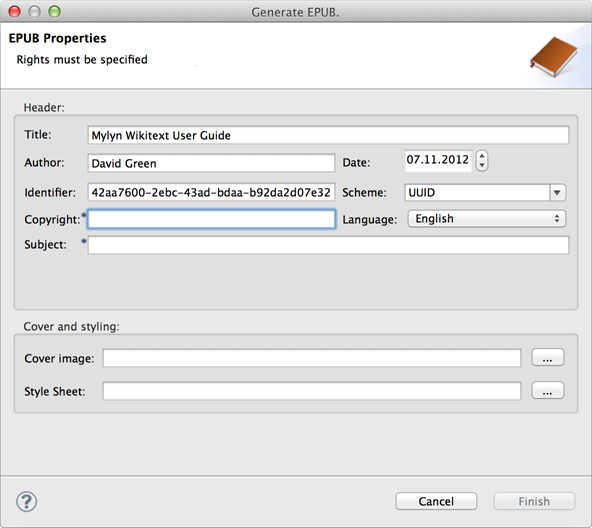 Generate EPUB.
EPUB Properties
Rights must be specified
Header:
Title: Mylyn Wikitext User Guide
Author: David Green Date: 07.11.2012
Identifier: 42aa7600-2ebc-43ad-bdaa-b92da2d07e32 Scheme: UUID
Copyright:* Language: English
Subject: *
Cover and styling:
Cover image: ...
Style Sheet: ...
? Cancel Finish